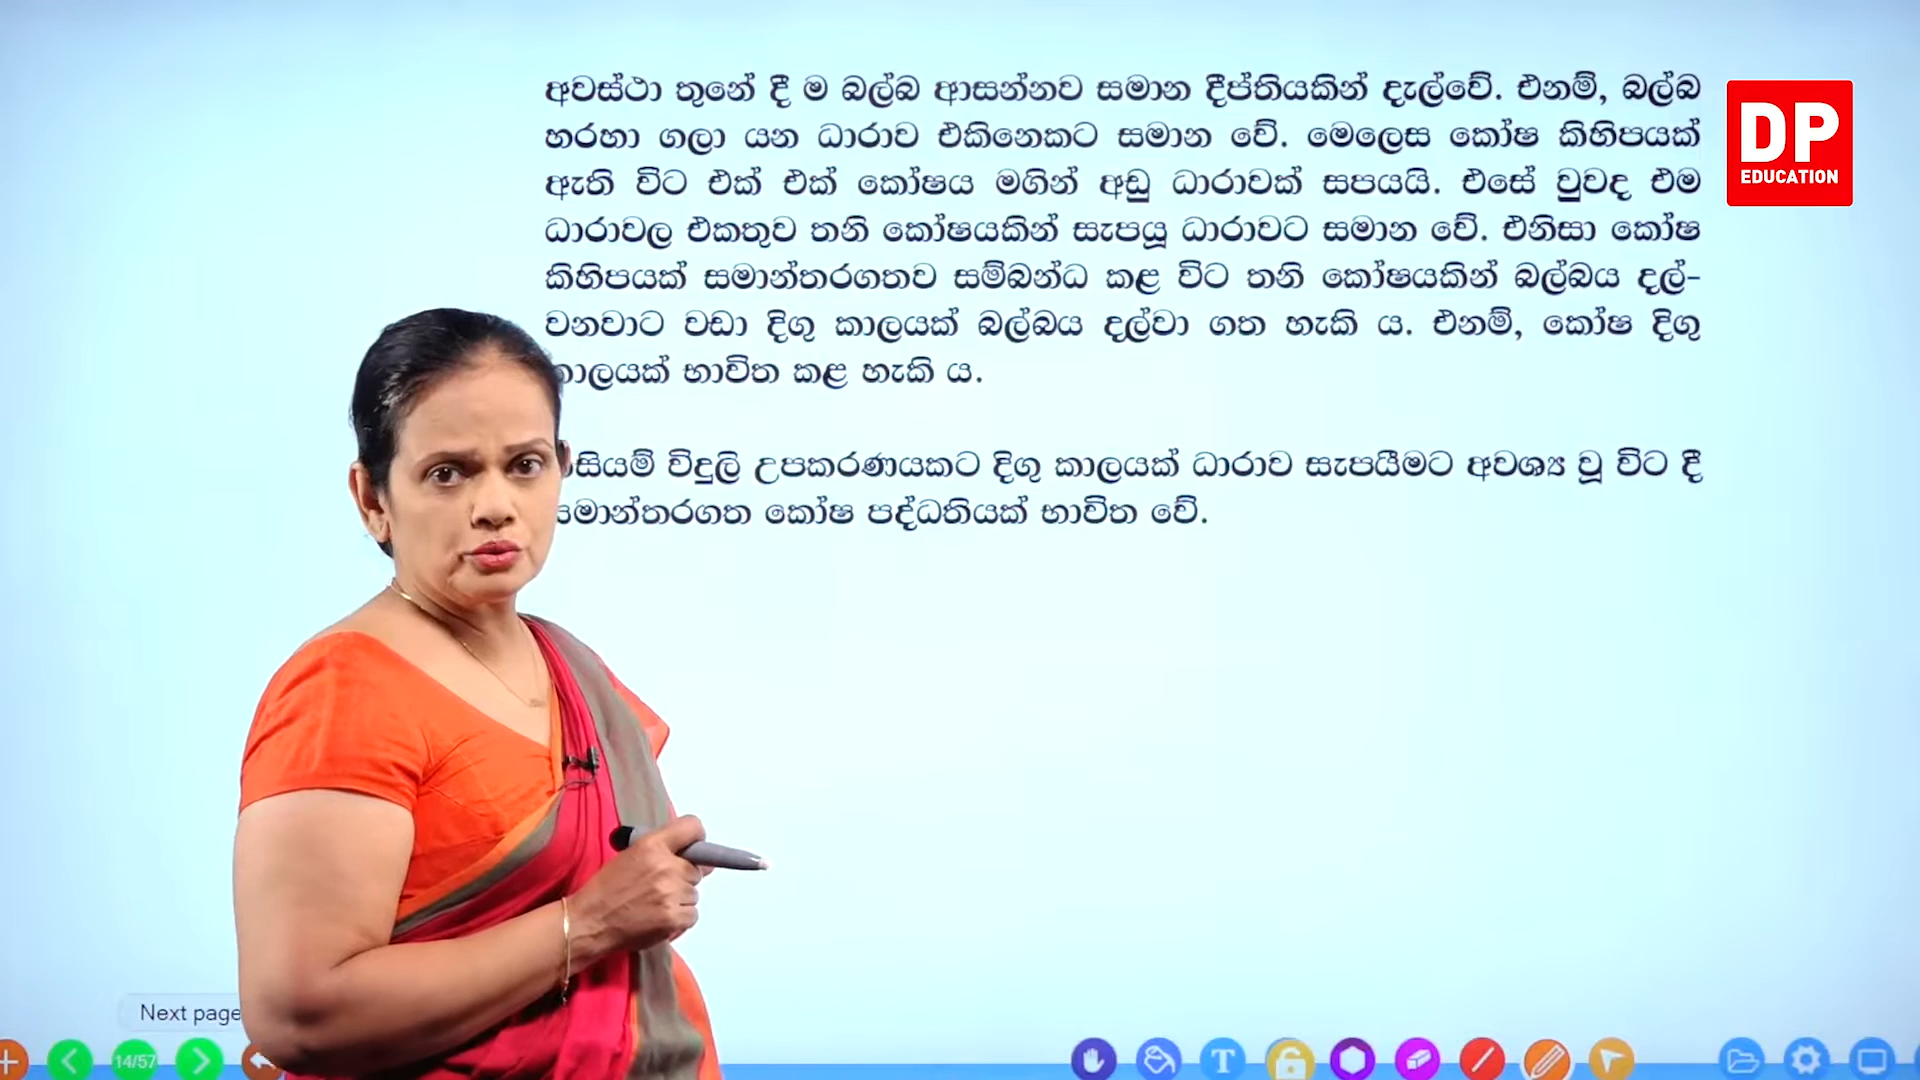 අවස්ථා තුනේ දී ම බල්බ ආසන්නව සමාන දීප්තියකින් දැල්වේ. එනම්, බල්බ
හරහා ගලා යන ධාරාව එකිනෙකට සමාන වේ. මෙලෙස කෝෂ කිහිපයක්
ඇති විට එක් එක් කෝෂය මගින් අඩු ධාරාවක් සපයයි. එසේ වුවද එම
ධාරාවල එකතුව තනි කෝෂයකින් සැපයූ ධාරාවට සමාන වේ. එනිසා කෝෂ
කිහිපයක් සමාන්තරගතව සම්බන්ධ කළ විට තනි කෝෂයකින් බල්බය දල්-
වනවාට වඩා දිගු කාලයක් බල්බය දල්වා ගත හැකි ය. එනම්, කෝෂ දිගු
භාවිත කළ හැකි ය.
විදුලි උපකරණයකට දිගු කාලයක් ධාරාව සැපයීමට අවශ්‍ය වූ විට දී
කෝෂ පද්ධතියක් භාවිත වේ.
DP
EDUCATION
Next page
14/57
T